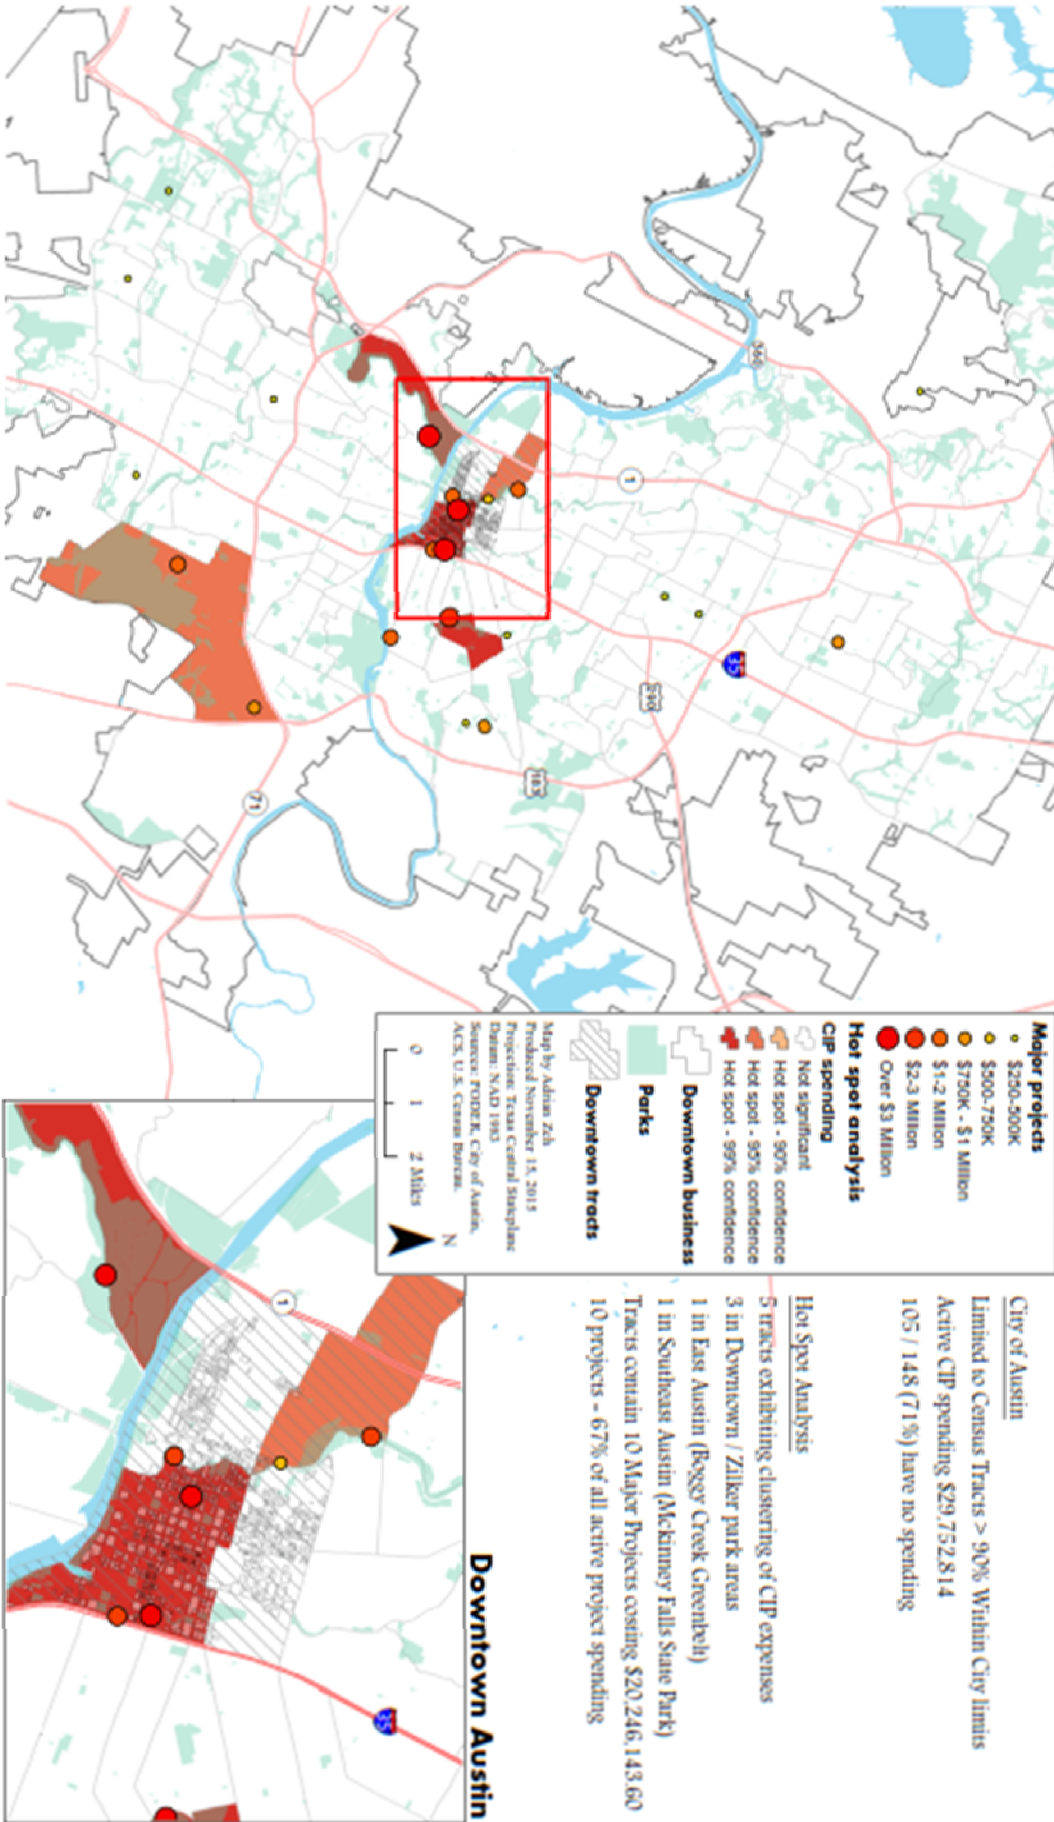 Major projects
$250-500K
$500-750K
$750K - $1 Million
$1-2 Million
$2-3 Million
Over $3 Million
Hot spot analysis
CIP spending
Not significant
Hot spot - 90% confidence
Hot spot - 95% confidence
Hot spot - 99% confidence
Downtown business
Parks
Downtown tracts
Map by Adrian Zeh
Produced November 15, 2015
Projection: Texas Central Stateplane
Datum: NAD 1983
Sources: FODER, City of Austin,
ACS, U.S. Census Bureau.
0 1 2 Miles
N
City of Austin
Limited to Census Tracts > 90% Within City limits
Active CIP spending $29,752,814
105 / 148 (71%) have no spending
Hot Spot Analysis
5 tracts exhibiting clustering of CIP expenses
3 in Downtown / Zilker park areas
1 in East Austin (Boggy Creek Greenbelt)
1 in Southeast Austin (Mckinney Falls State Park)
Tracts contain 10 Major Projects costing $20,246,143.60
10 projects - 67% of all active project spending
Downtown Austin
1
35
360
1
35
290
183
71